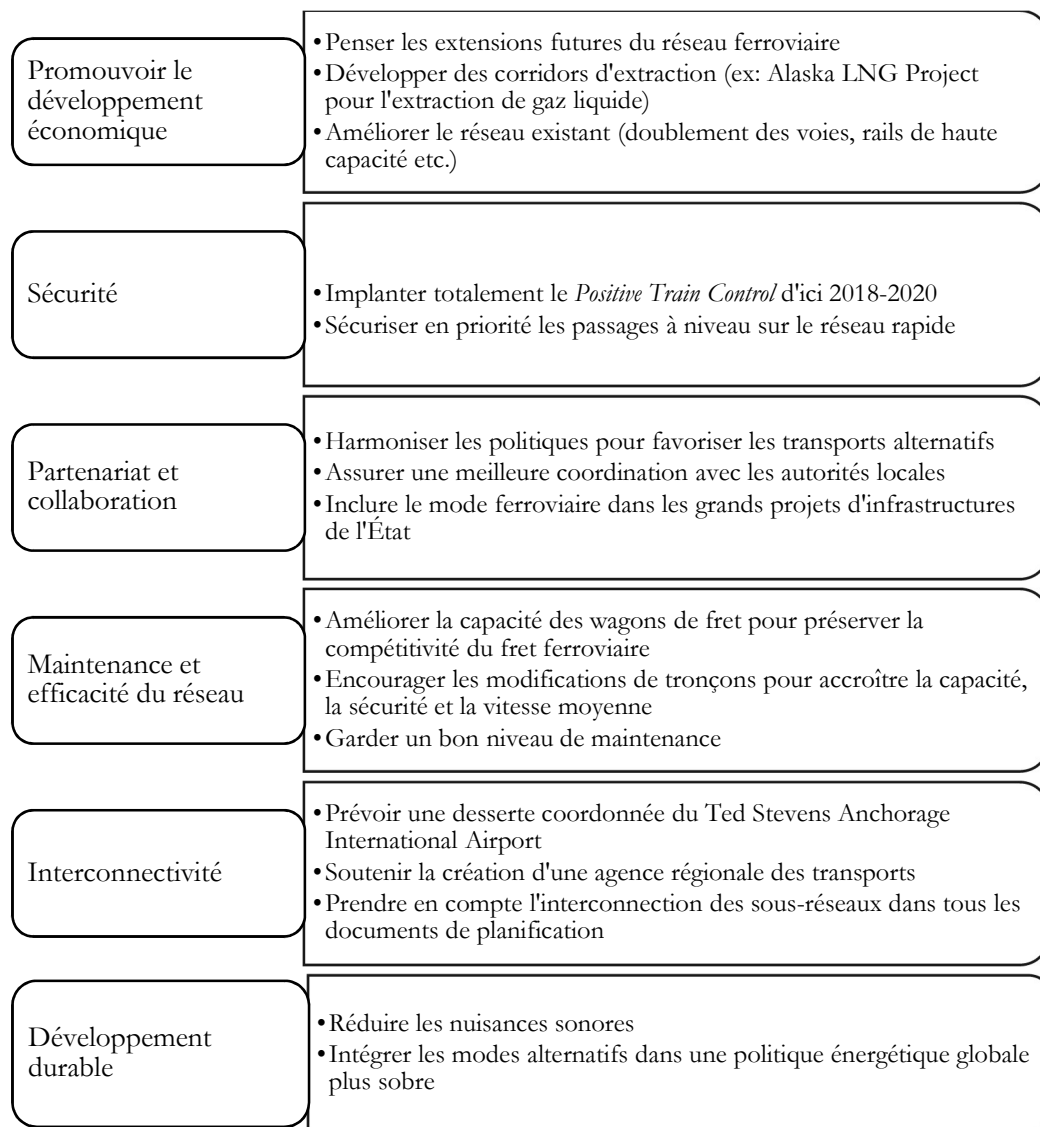 Promouvoir le
développement
économique
•Penser les extensions futures du réseau ferroviaire
•Développer des corridors d'extraction (ex: Alaska LNG Project
pour l'extraction de gaz liquide)
•Améliorer le réseau existant (doublement des voies, rails de haute
capacité etc.)
Sécurité
•Implanter totalement le Positive Train Control d'ici 2018-2020
•Sécuriser en priorité les passages à niveau sur le réseau rapide
Partenariat et
collaboration
•Harmoniser les politiques pour favoriser les transports alternatifs
•Assurer une meilleure coordination avec les autorités locales
•Inclure le mode ferroviaire dans les grands projets d'infrastructures
de l'État
Maintenance et
efficacité du réseau
•Améliorer la capacité des wagons de fret pour préserver la
compétitivité du fret ferroviaire
•Encourager les modifications de tronçons pour accroître la capacité,
la sécurité et la vitesse moyenne
•Garder un bon niveau de maintenance
Interconnectivité
•Prévoir une desserte coordonnée du Ted Stevens Anchorage
International Airport
•Soutenir la création d'une agence régionale des transports
•Prendre en compte l'interconnection des sous-réseaux dans tous les
documents de planification
Développement
durable
•Réduire les nuisances sonores
•Intégrer les modes alternatifs dans une politique énergétique globale
plus sobre